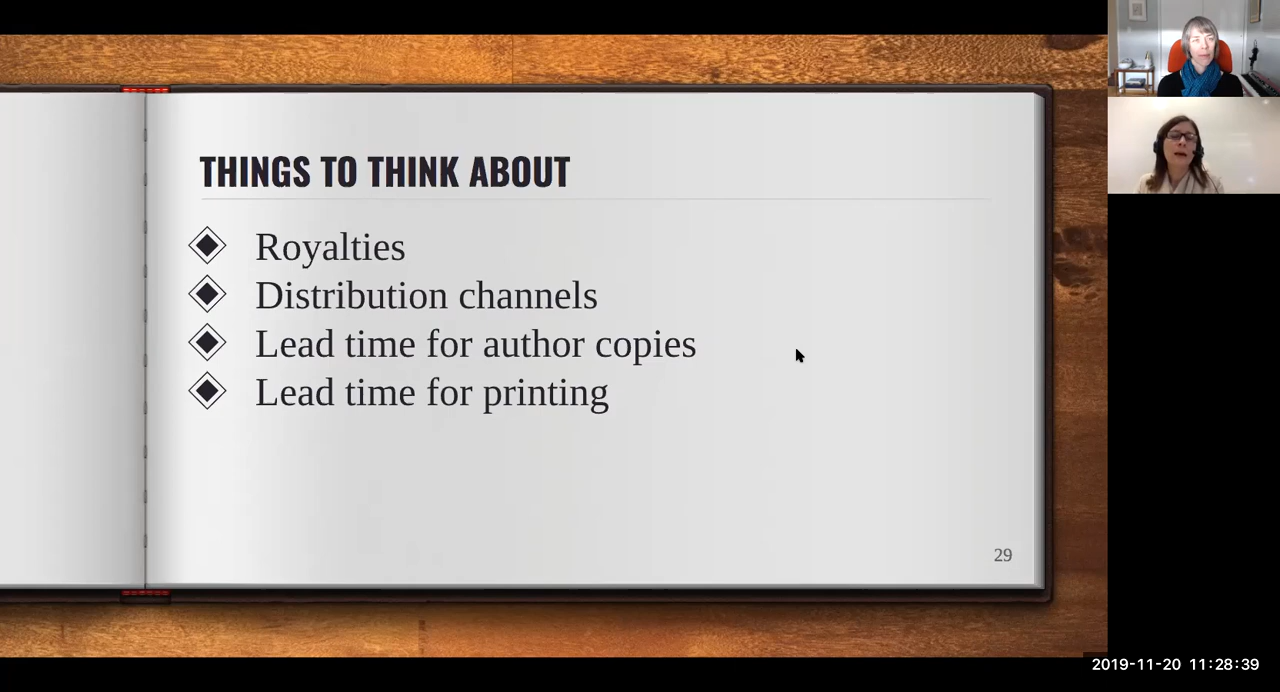 THINGS TO THINK ABOUT
Royalties
Distribution channels
Lead time for author copies
Lead time for printing
29
2019-11-20 11:28:39